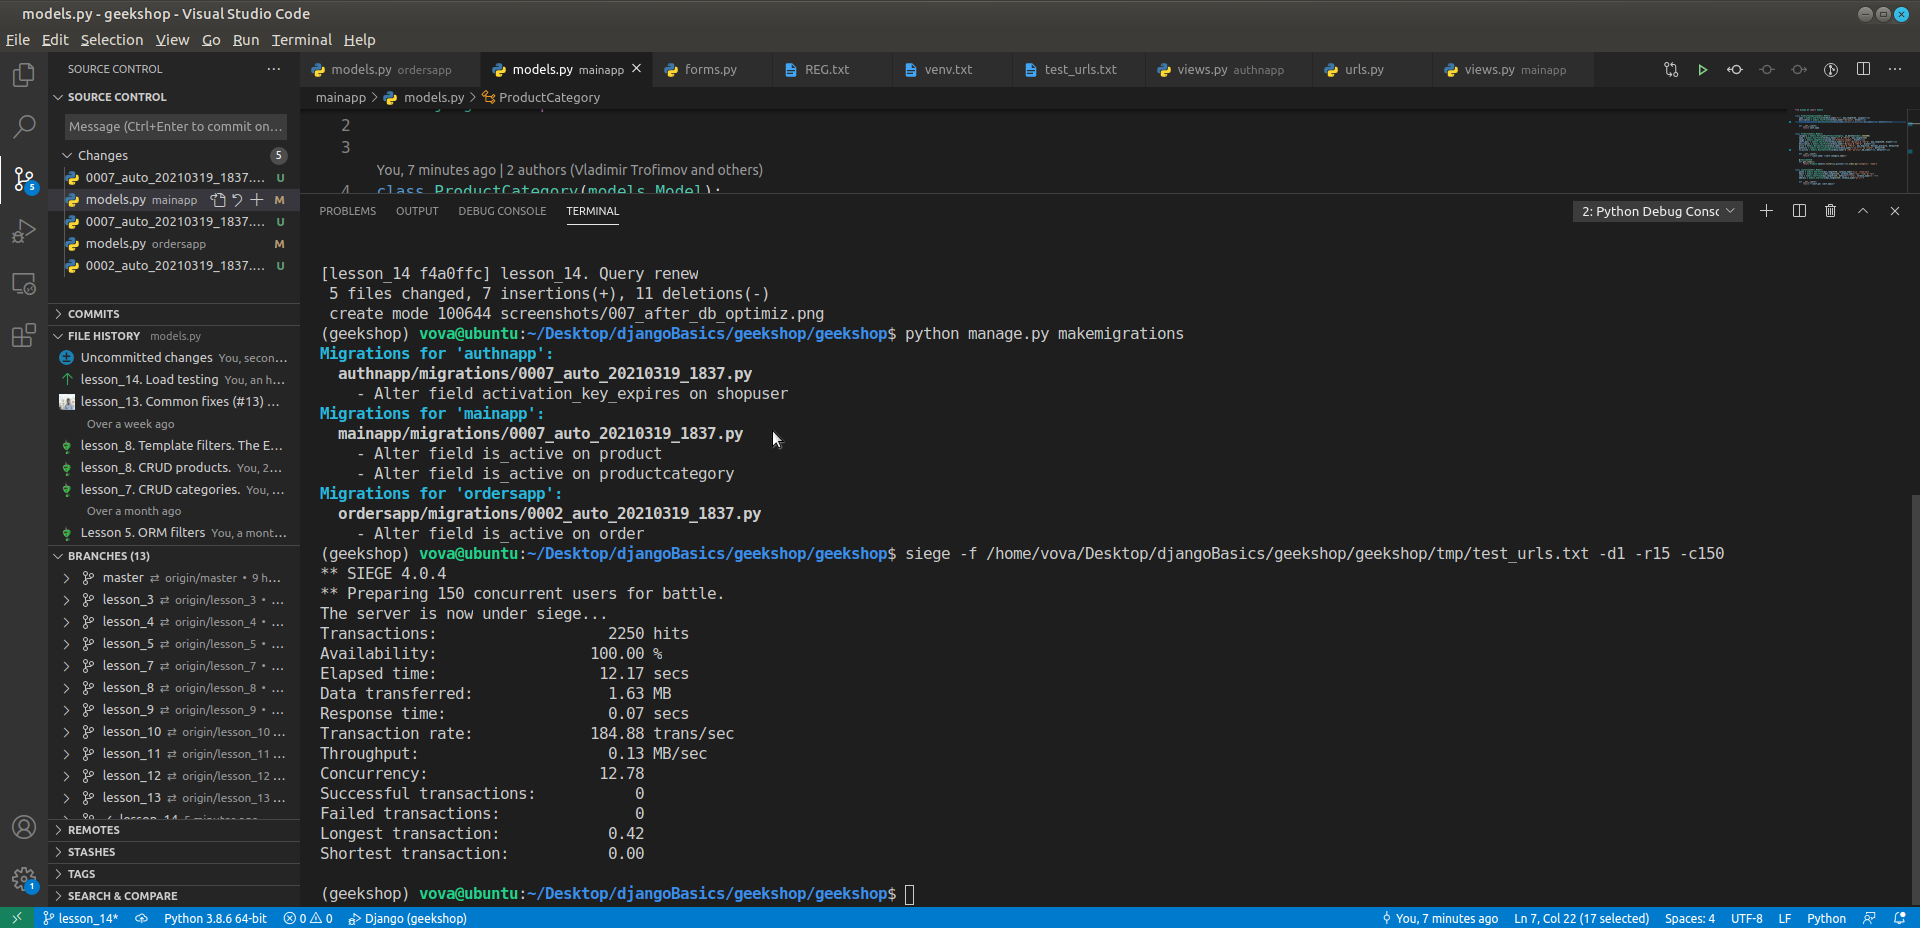 models.py - geekshop - Visual Studio Code
File Edit Selection View Go Run Terminal Help
SOURCE CONTROL
models.py ordersapp
models.py mainapp
forms.py
REG.txt
venv.txt
test_urls.txt
views.py authnapp
urls.py
views.py mainapp
mainapp > models.py > ProductCategory
SOURCE CONTROL
Message (Ctrl+Enter to commit on...
Changes 5
0007_auto_20210319_1837.... U
models.py mainapp M
0007_auto_20210319_1837.... U
models.py ordersapp M
0002_auto_20210319_1837.... U
COMMITS
FILE HISTORY models.py
Uncommitted changes You, secon...
lesson_14. Load testing You, an h...
lesson_13. Common fixes (#13) ...
Over a week ago
lesson_8. Template filters. The E...
lesson_8. CRUD products. You, 2...
lesson_7. CRUD categories. You, ...
Over a month ago
Lesson 5. ORM filters You, a mont...
BRANCHES (13)
master ⇄ origin/master • 9 h...
lesson_3 ⇄ origin/lesson_3 • ...
lesson_4 ⇄ origin/lesson_4 • ...
lesson_5 ⇄ origin/lesson_5 • ...
lesson_7 ⇄ origin/lesson_7 • ...
lesson_8 ⇄ origin/lesson_8 • ...
lesson_9 ⇄ origin/lesson_9 • ...
lesson_10 ⇄ origin/lesson_10 ...
lesson_11 ⇄ origin/lesson_11 ...
lesson_12 ⇄ origin/lesson_12 ...
lesson_13 ⇄ origin/lesson_13 ...
REMOTES
STASHES
TAGS
SEARCH & COMPARE
5
1
2
3
You, 7 minutes ago | 2 authors (Vladimir Trofimov and others)
4 class ProductCategory(models.Model):
PROBLEMS OUTPUT DEBUG CONSOLE TERMINAL
2: Python Debug Consc
[lesson_14 f4a0ffc] lesson_14. Query renew
5 files changed, 7 insertions(+), 11 deletions(-)
create mode 100644 screenshots/007_after_db_optimiz.png
(geekshop) vova@ubuntu:~/Desktop/djangoBasics/geekshop/geekshop$ python manage.py makemigrations
Migrations for 'authnapp':
authnapp/migrations/0007_auto_20210319_1837.py
- Alter field activation_key_expires on shopuser
Migrations for 'mainapp':
mainapp/migrations/0007_auto_20210319_1837.py
- Alter field is_active on product
- Alter field is_active on productcategory
Migrations for 'ordersapp':
ordersapp/migrations/0002_auto_20210319_1837.py
- Alter field is_active on order
(geekshop) vova@ubuntu:~/Desktop/djangoBasics/geekshop/geekshop$ siege -f /home/vova/Desktop/djangoBasics/geekshop/geekshop/tmp/test_urls.txt -d1 -r15 -c150
** SIEGE 4.0.4
** Preparing 150 concurrent users for battle.
The server is now under siege...
Transactions: 2250 hits
Availability: 100.00 %
Elapsed time: 12.17 secs
Data transferred: 1.63 MB
Response time: 0.07 secs
Transaction rate: 184.88 trans/sec
Throughput: 0.13 MB/sec
Concurrency: 12.78
Successful transactions: 0
Failed transactions: 0
Longest transaction: 0.42
Shortest transaction: 0.00
(geekshop) vova@ubuntu:~/Desktop/djangoBasics/geekshop/geekshop$
lesson_14* Python 3.8.6 64-bit 0 0 Django (geekshop) You, 7 minutes ago Ln 7, Col 22 (17 selected) Spaces: 4 UTF-8 LF Python